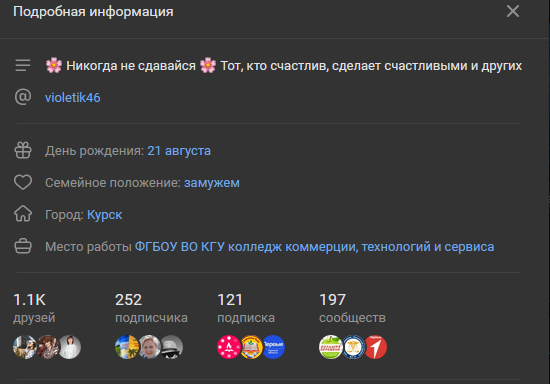 Подробная информация
🌸 Никогда не сдавайся 🌸 Тот, кто счастлив, сделает счастливыми и других
violetik46
День рождения: 21 августа
Семейное положение: замужем
Город: Курск
Место работы ФГБОУ ВО КГУ колледж коммерции, технологий и сервиса
1.1K 252 121 197
друзей подписчика подписка сообществ